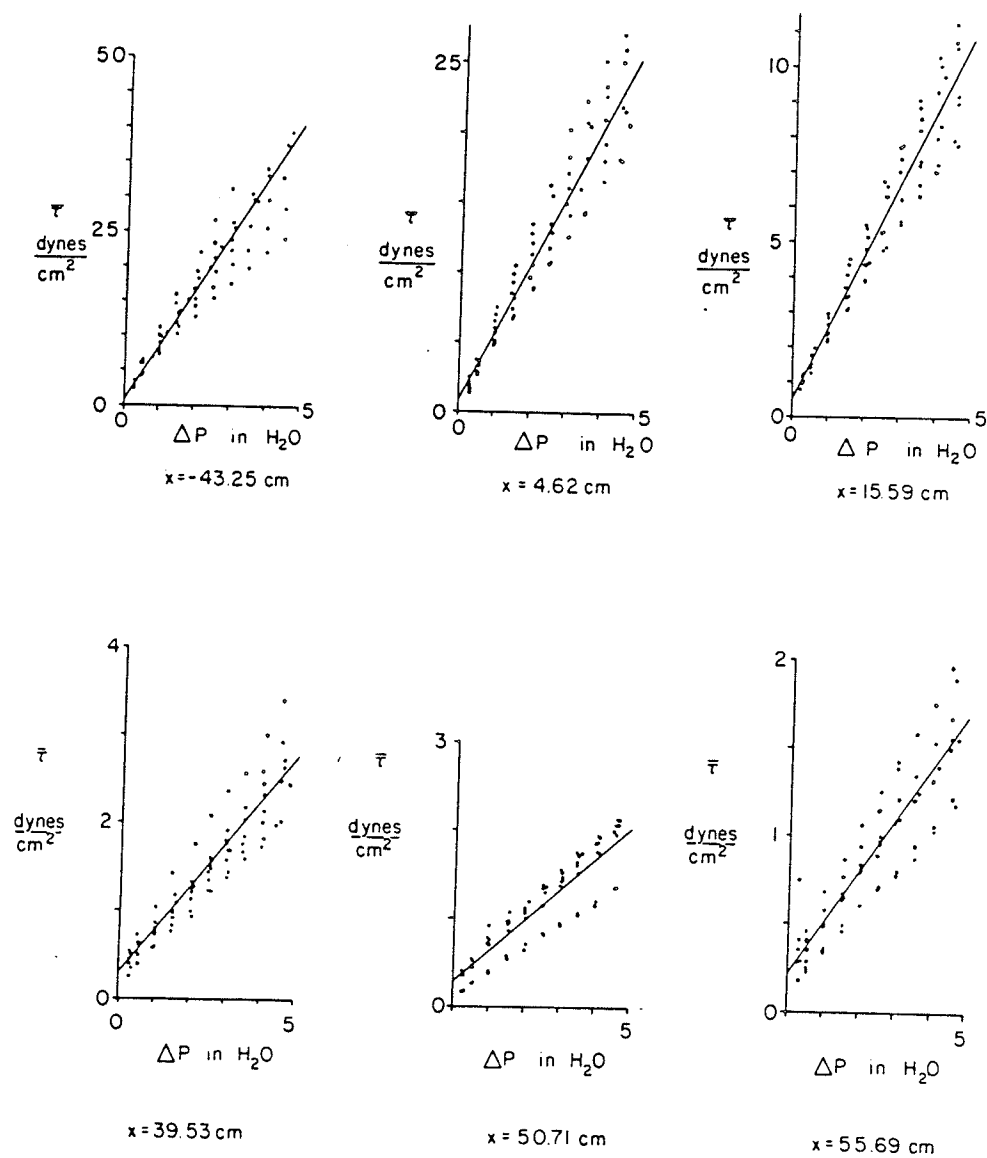 50
25
0
τ̅
dynes
cm²
0
5
ΔP in H₂O
x=-43.25 cm
25
0
τ̅
dynes
cm²
0
5
ΔP in H₂O
x = 4.62 cm
10
5
0
τ̅
dynes
cm²
0
5
ΔP in H₂O
x=15.59 cm
4
2
0
τ̅
dynes
cm²
0
5
ΔP in H₂O
x=39.53 cm
3
0
τ̅
dynes
cm²
5
ΔP in H₂O
x=50.71 cm
2
1
0
τ̅
dynes
cm²
5
ΔP in H₂O
x=55.69 cm